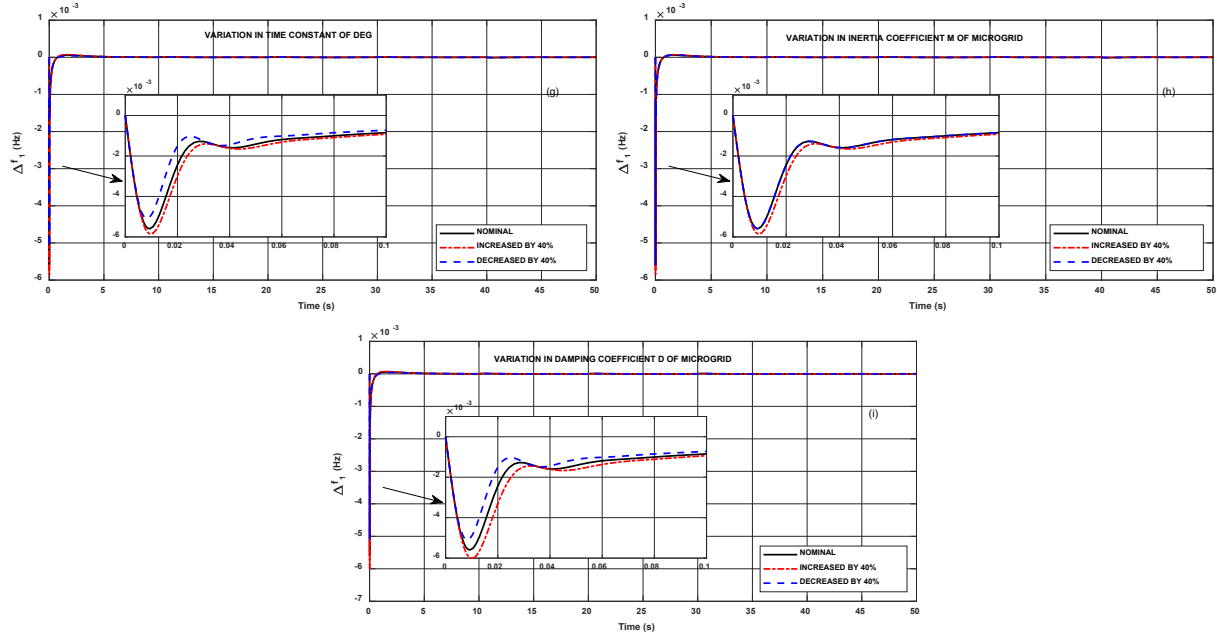 × 10 -3
VARIATION IN TIME CONSTANT OF DEG
(g)
1
0
-1
-2
-3
-4
-5
-6
Δf 1 (Hz)
× 10 -3
0
-2
-4
-6
0 0.02 0.04 0.06 0.08 0.1
NOMINAL
INCREASED BY 40%
DECREASED BY 40%
0 5 10 15 20 25 30 35 40 45 50
Time (s)
× 10 -3
VARIATION IN INERTIA COEFFICIENT M OF MICROGRID
(h)
1
0
-1
-2
-3
-4
-5
-6
Δf 1 (Hz)
× 10 -3
0
-2
-4
-6
0 0.02 0.04 0.06 0.08 0.1
NOMINAL
INCREASED BY 40%
DECREASED BY 40%
0 5 10 15 20 25 30 35 40 45 50
Time (s)
× 10 -3
VARIATION IN DAMPING COEFFICIENT D OF MICROGRID
(i)
1
0
-1
-2
-3
-4
-5
-6
-7
Δf 1 (Hz)
× 10 -3
0
-2
-4
-6
0 0.02 0.04 0.06 0.08 0.1
NOMINAL
INCREASED BY 40%
DECREASED BY 40%
0 5 10 15 20 25 30 35 40 45 50
Time (s)